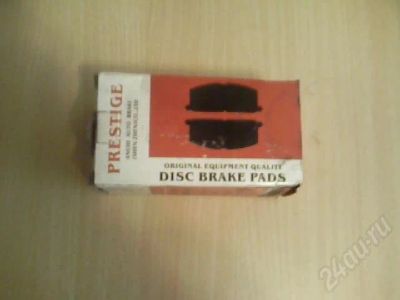 PRESTIGE
ORIGINAL EQUIPMENT QUALITY
DISC BRAKE PADS
24au.ru